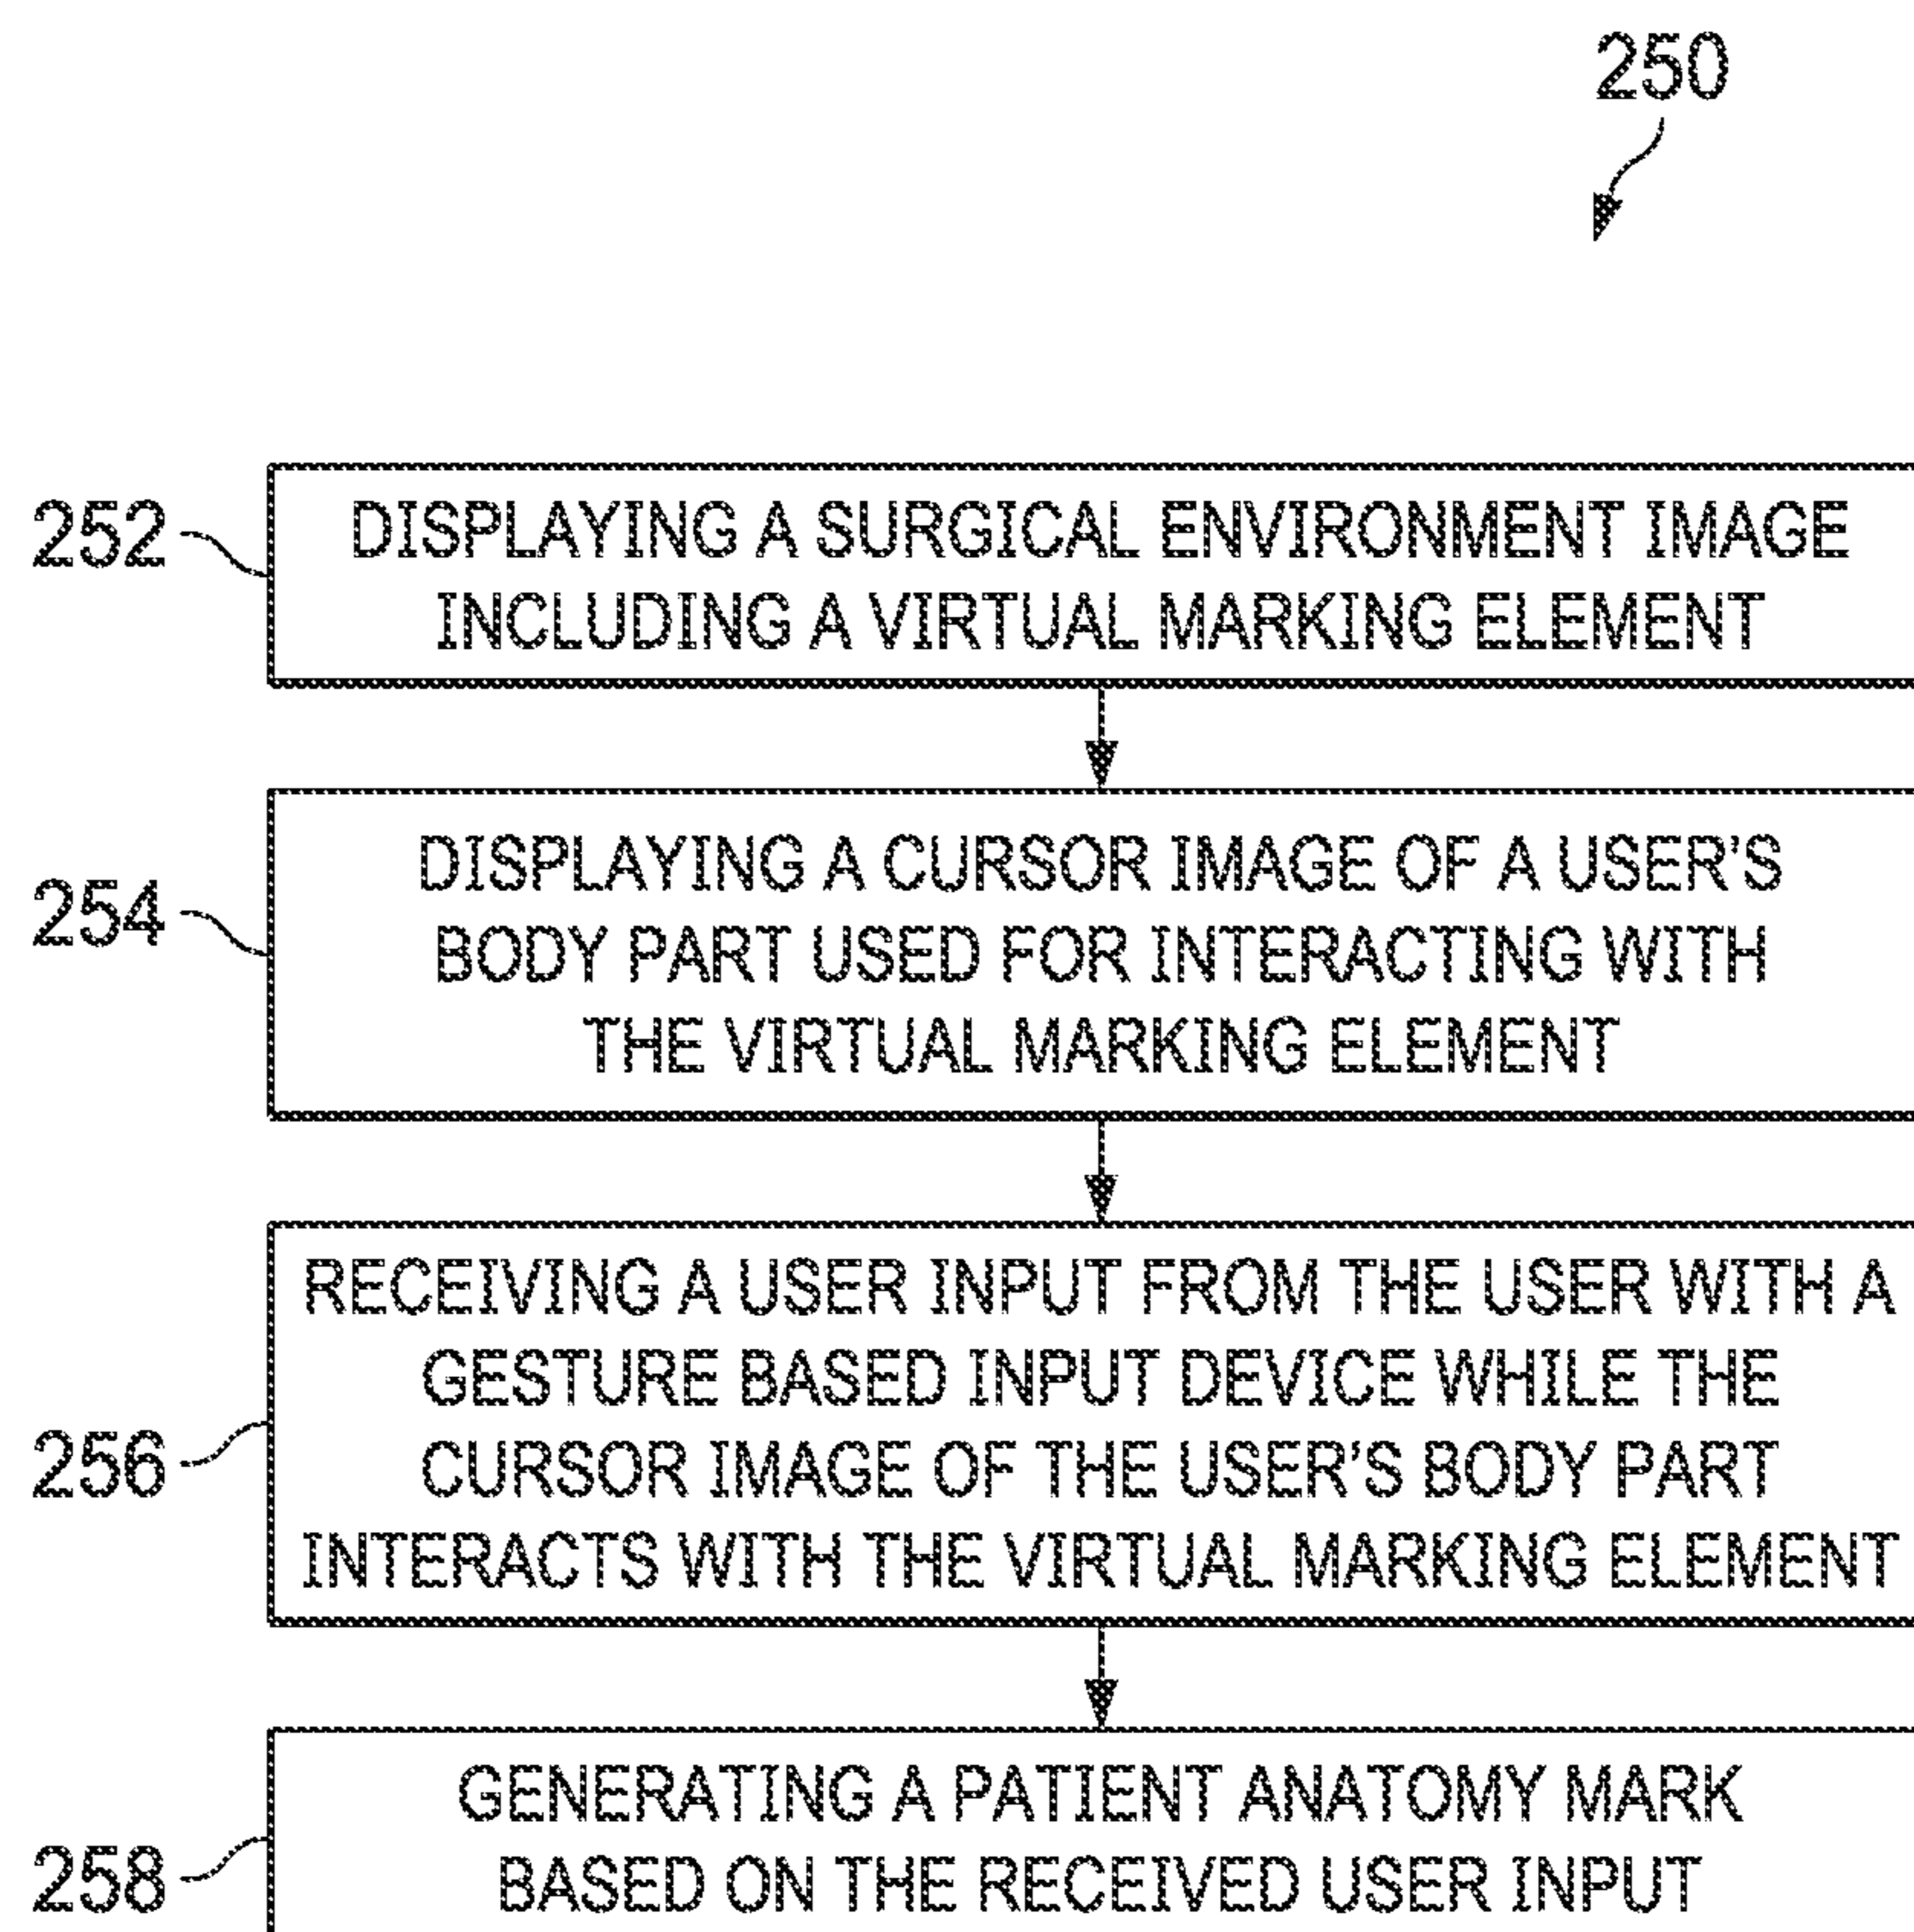 250
252
DISPLAYING A SURGICAL ENVIRONMENT IMAGE
INCLUDING A VIRTUAL MARKING ELEMENT
254
DISPLAYING A CURSOR IMAGE OF A USER'S
BODY PART USED FOR INTERACTING WITH
THE VIRTUAL MARKING ELEMENT
256
RECEIVING A USER INPUT FROM THE USER WITH A
GESTURE BASED INPUT DEVICE WHILE THE
CURSOR IMAGE OF THE USER'S BODY PART
INTERACTS WITH THE VIRTUAL MARKING ELEMENT
258
GENERATING A PATIENT ANATOMY MARK
BASED ON THE RECEIVED USER INPUT